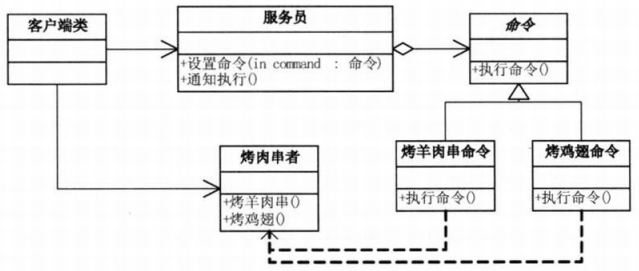 客户端类
服务员
+设置命令(in command : 命令)
+通知执行()
命令
+执行命令()
烤肉串者
+烤羊肉串()
+烤鸡翅()
烤羊肉串命令
+执行命令()
烤鸡翅命令
+执行命令()